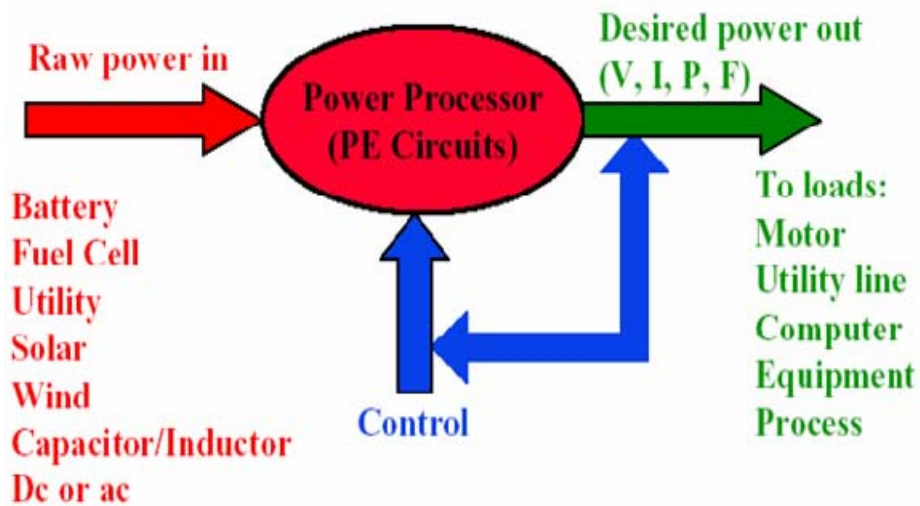 Raw power in
Power Processor
(PE Circuits)
Desired power out
(V, I, P, F)
Battery
Fuel Cell
Utility
Solar
Wind
Capacitor/Inductor
Dc or ac
Control
To loads:
Motor
Utility line
Computer
Equipment
Process